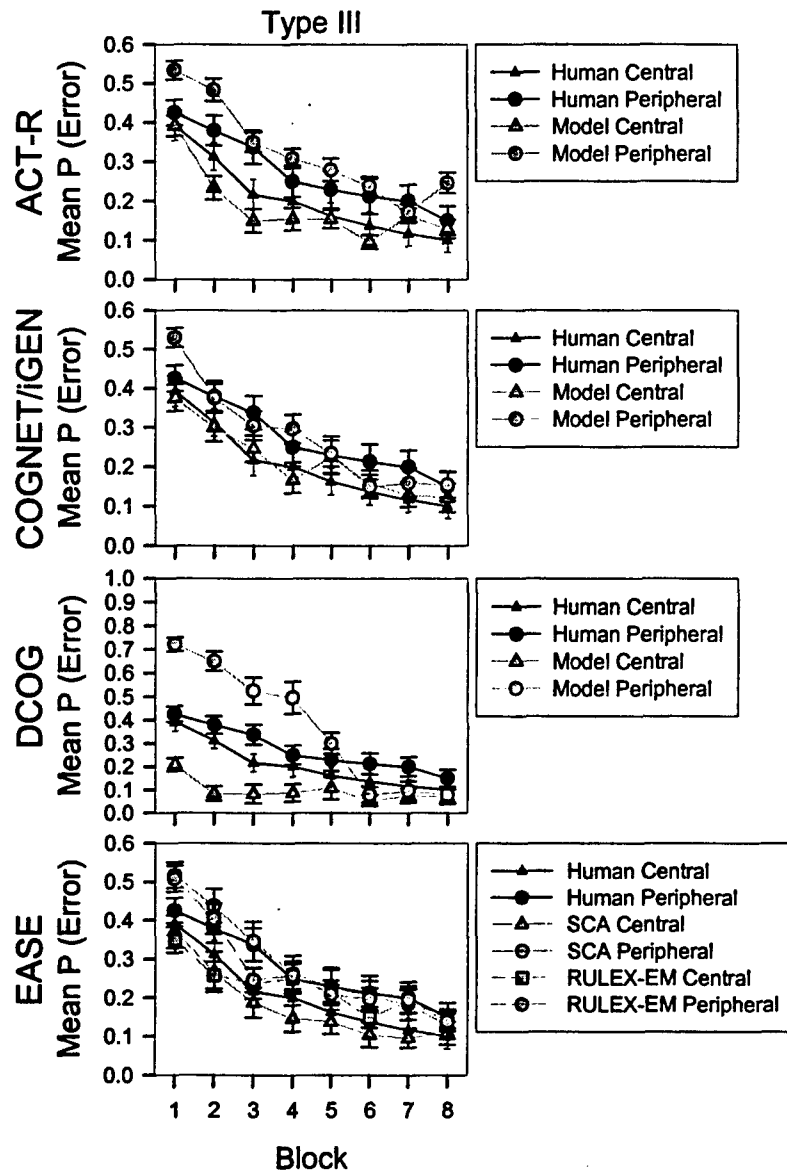 Type III
ACT-R
Mean P (Error)
0.6
0.5
0.4
0.3
0.2
0.1
0.0
Human Central
Human Peripheral
Model Central
Model Peripheral
COGNET/iGEN
Mean P (Error)
0.6
0.5
0.4
0.3
0.2
0.1
0.0
Human Central
Human Peripheral
Model Central
Model Peripheral
DCOG
Mean P (Error)
1.0
0.9
0.8
0.7
0.6
0.5
0.4
0.3
0.2
0.1
0.0
Human Central
Human Peripheral
Model Central
Model Peripheral
EASE
Mean P (Error)
0.6
0.5
0.4
0.3
0.2
0.1
0.0
Human Central
Human Peripheral
SCA Central
SCA Peripheral
RULEX-EM Central
RULEX-EM Peripheral
1 2 3 4 5 6 7 8
Block